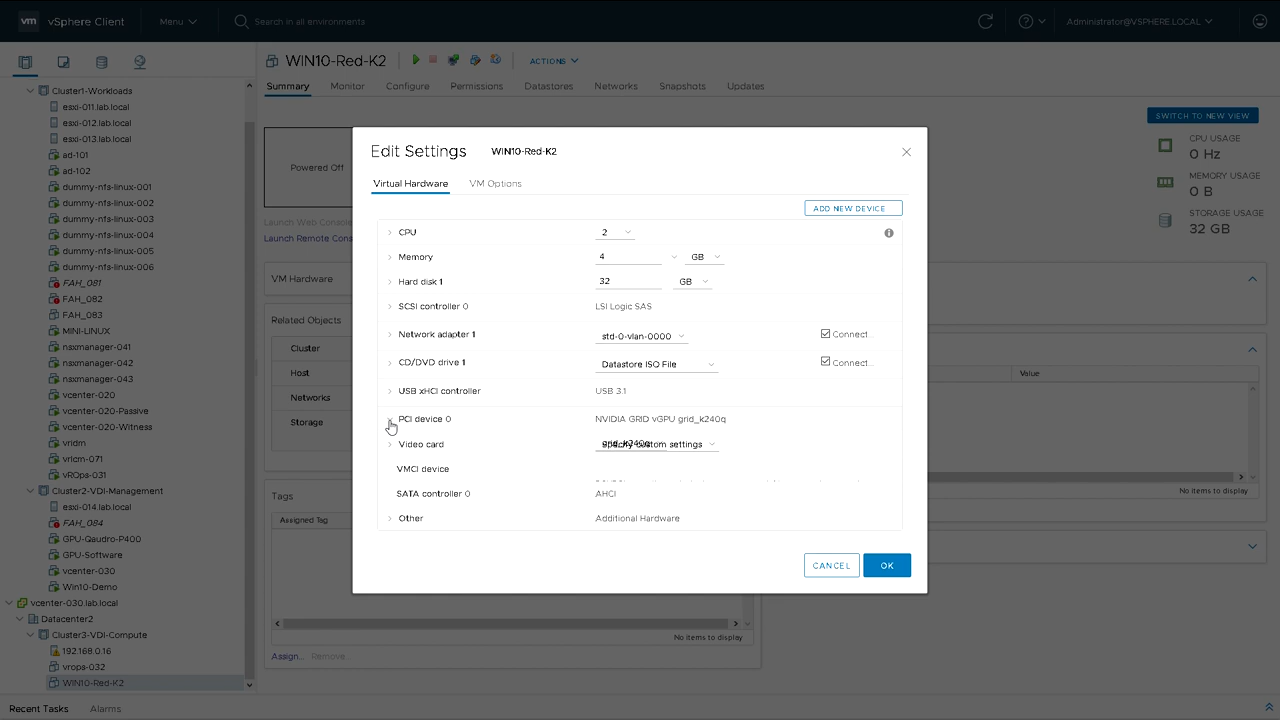 vm vSphere Client Menu Search in all environments Administrator@VSPHERE.LOCAL
WIN10-Red-K2 ACTIONS
Summary Monitor Configure Permissions Datastores Networks Snapshots Updates
SWITCH TO NEW VIEW
CPU USAGE
0 Hz
MEMORY USAGE
0 B
STORAGE USAGE
32 GB
Cluster1-Workloads
esxi-011.lab.local
esxi-012.lab.local
esxi-013.lab.local
ad-101
ad-102
dummy-nfs-linux-001
dummy-nfs-linux-002
dummy-nfs-linux-003
dummy-nfs-linux-004
dummy-nfs-linux-005
dummy-nfs-linux-006
FAH_081
FAH_082
FAH_083
MINI-LINUX
nsxmanager-041
nsxmanager-042
nsxmanager-043
vcenter-020
vcenter-020-Passive
vcenter-020-Witness
vridm
vrlcm-071
vROps-031
Cluster2-VDI-Management
esxi-014.lab.local
FAH_084
GPU-Qaudro-P400
GPU-Software
vcenter-030
Win10-Demo
vcenter-030.lab.local
Datacenter2
Cluster3-VDI-Compute
192.168.0.16
vrops-032
WIN10-Red-K2
Powered Off
Launch Web Console
Launch Remote Cons
VM Hardware
Related Objects
Cluster
Host
Networks
Storage
Tags
Assigned Tag
No items to display
Assign... Remove...
Value
No items to display
Edit Settings WIN10-Red-K2
Virtual Hardware VM Options
ADD NEW DEVICE
CPU 2
Memory 4 GB
Hard disk 1 32 GB
SCSI controller 0 LSI Logic SAS
Network adapter 1 std-0-vlan-0000 Connect...
CD/DVD drive 1 Datastore ISO File Connect...
USB xHCI controller USB 3.1
PCI device 0 NVIDIA GRID vGPU grid_k240q
Video card Specify custom settings
grid_k240q
VMCI device
SATA controller 0 AHCI
Other Additional Hardware
CANCEL OK
Recent Tasks Alarms